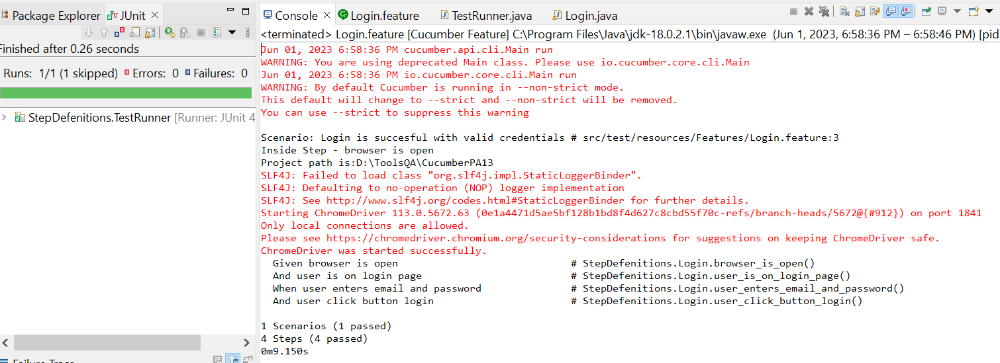 Package Explorer
JUnit
Finished after 0.26 seconds
Runs: 1/1 (1 skipped) Errors: 0 Failures: 0
StepDefenitions.TestRunner [Runner: JUnit 4
Console Login.feature TestRunner.java Login.java
<terminated> Login.feature [Cucumber Feature] C:\Program Files\Java\jdk-18.0.2.1\bin\javaw.exe (Jun 1, 2023, 6:58:36 PM – 6:58:46 PM) [pid
Jun 01, 2023 6:58:36 PM cucumber.api.cli.Main run
WARNING: You are using deprecated Main class. Please use io.cucumber.core.cli.Main
Jun 01, 2023 6:58:36 PM io.cucumber.core.cli.Main run
WARNING: By default Cucumber is running in --non-strict mode.
This default will change to --strict and --non-strict will be removed.
You can use --strict to suppress this warning
Scenario: Login is succesful with valid credentials # src/test/resources/Features/Login.feature:3
Inside Step - browser is open
Project path is:D:\ToolsQA\CucumberPA13
SLF4J: Failed to load class "org.slf4j.impl.StaticLoggerBinder".
SLF4J: Defaulting to no-operation (NOP) logger implementation
SLF4J: See http://www.slf4j.org/codes.html#StaticLoggerBinder for further details.
Starting ChromeDriver 113.0.5672.63 (0e1a4471d5ae5bf128b1bd8f4d627c8cbd55f70c-refs/branch-heads/5672@{#912}) on port 1841
Only local connections are allowed.
Please see https://chromedriver.chromium.org/security-considerations for suggestions on keeping ChromeDriver safe.
ChromeDriver was started successfully.
Given browser is open # StepDefenitions.Login.browser_is_open()
And user is on login page # StepDefenitions.Login.user_is_on_login_page()
When user enters email and password # StepDefenitions.Login.user_enters_email_and_password()
And user click button login # StepDefenitions.Login.user_click_button_login()
1 Scenarios (1 passed)
4 Steps (4 passed)
0m9.150s
Failure Trace